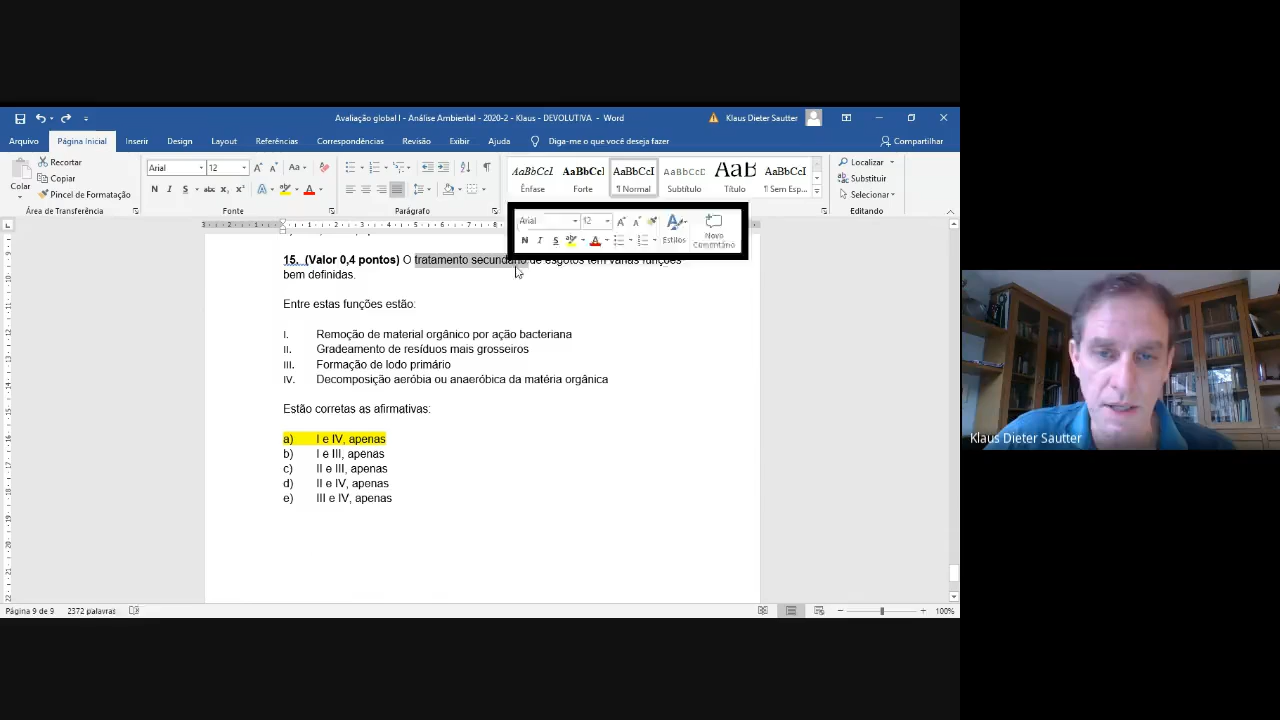 Avaliação global I - Análise Ambiental - 2020-2 - Klaus - DEVOLUTIVA - Word
Klaus Dieter Sautter
Arquivo Página Inicial Inserir Design Layout Referências Correspondências Revisão Exibir Ajuda Diga-me o que você deseja fazer Compartilhar
Colar
Recortar
Copiar
Pincel de Formatação
Área de Transferência
Arial 12
N I S abc x₂ x²
Fonte
Parágrafo
AaBbCcI AaBbCcl AaBbCcI AaBbCcD AaB AaBbCcI
Ênfase Forte ¶ Normal Subtítulo Título ¶ Sem Esp...
Localizar
Substituir
Selecionar
Editando
Arial 12
N I S
Estilos
Novo
Comentário
15. (Valor 0,4 pontos) O tratamento secundário de esgotos tem várias funções
bem definidas.
Entre estas funções estão:
I. Remoção de material orgânico por ação bacteriana
II. Gradeamento de resíduos mais grosseiros
III. Formação de lodo primário
IV. Decomposição aeróbia ou anaeróbica da matéria orgânica
Estão corretas as afirmativas:
a) I e IV, apenas
b) I e III, apenas
c) II e III, apenas
d) II e IV, apenas
e) III e IV, apenas
Página 9 de 9 2372 palavras
100%
Klaus Dieter Sautter